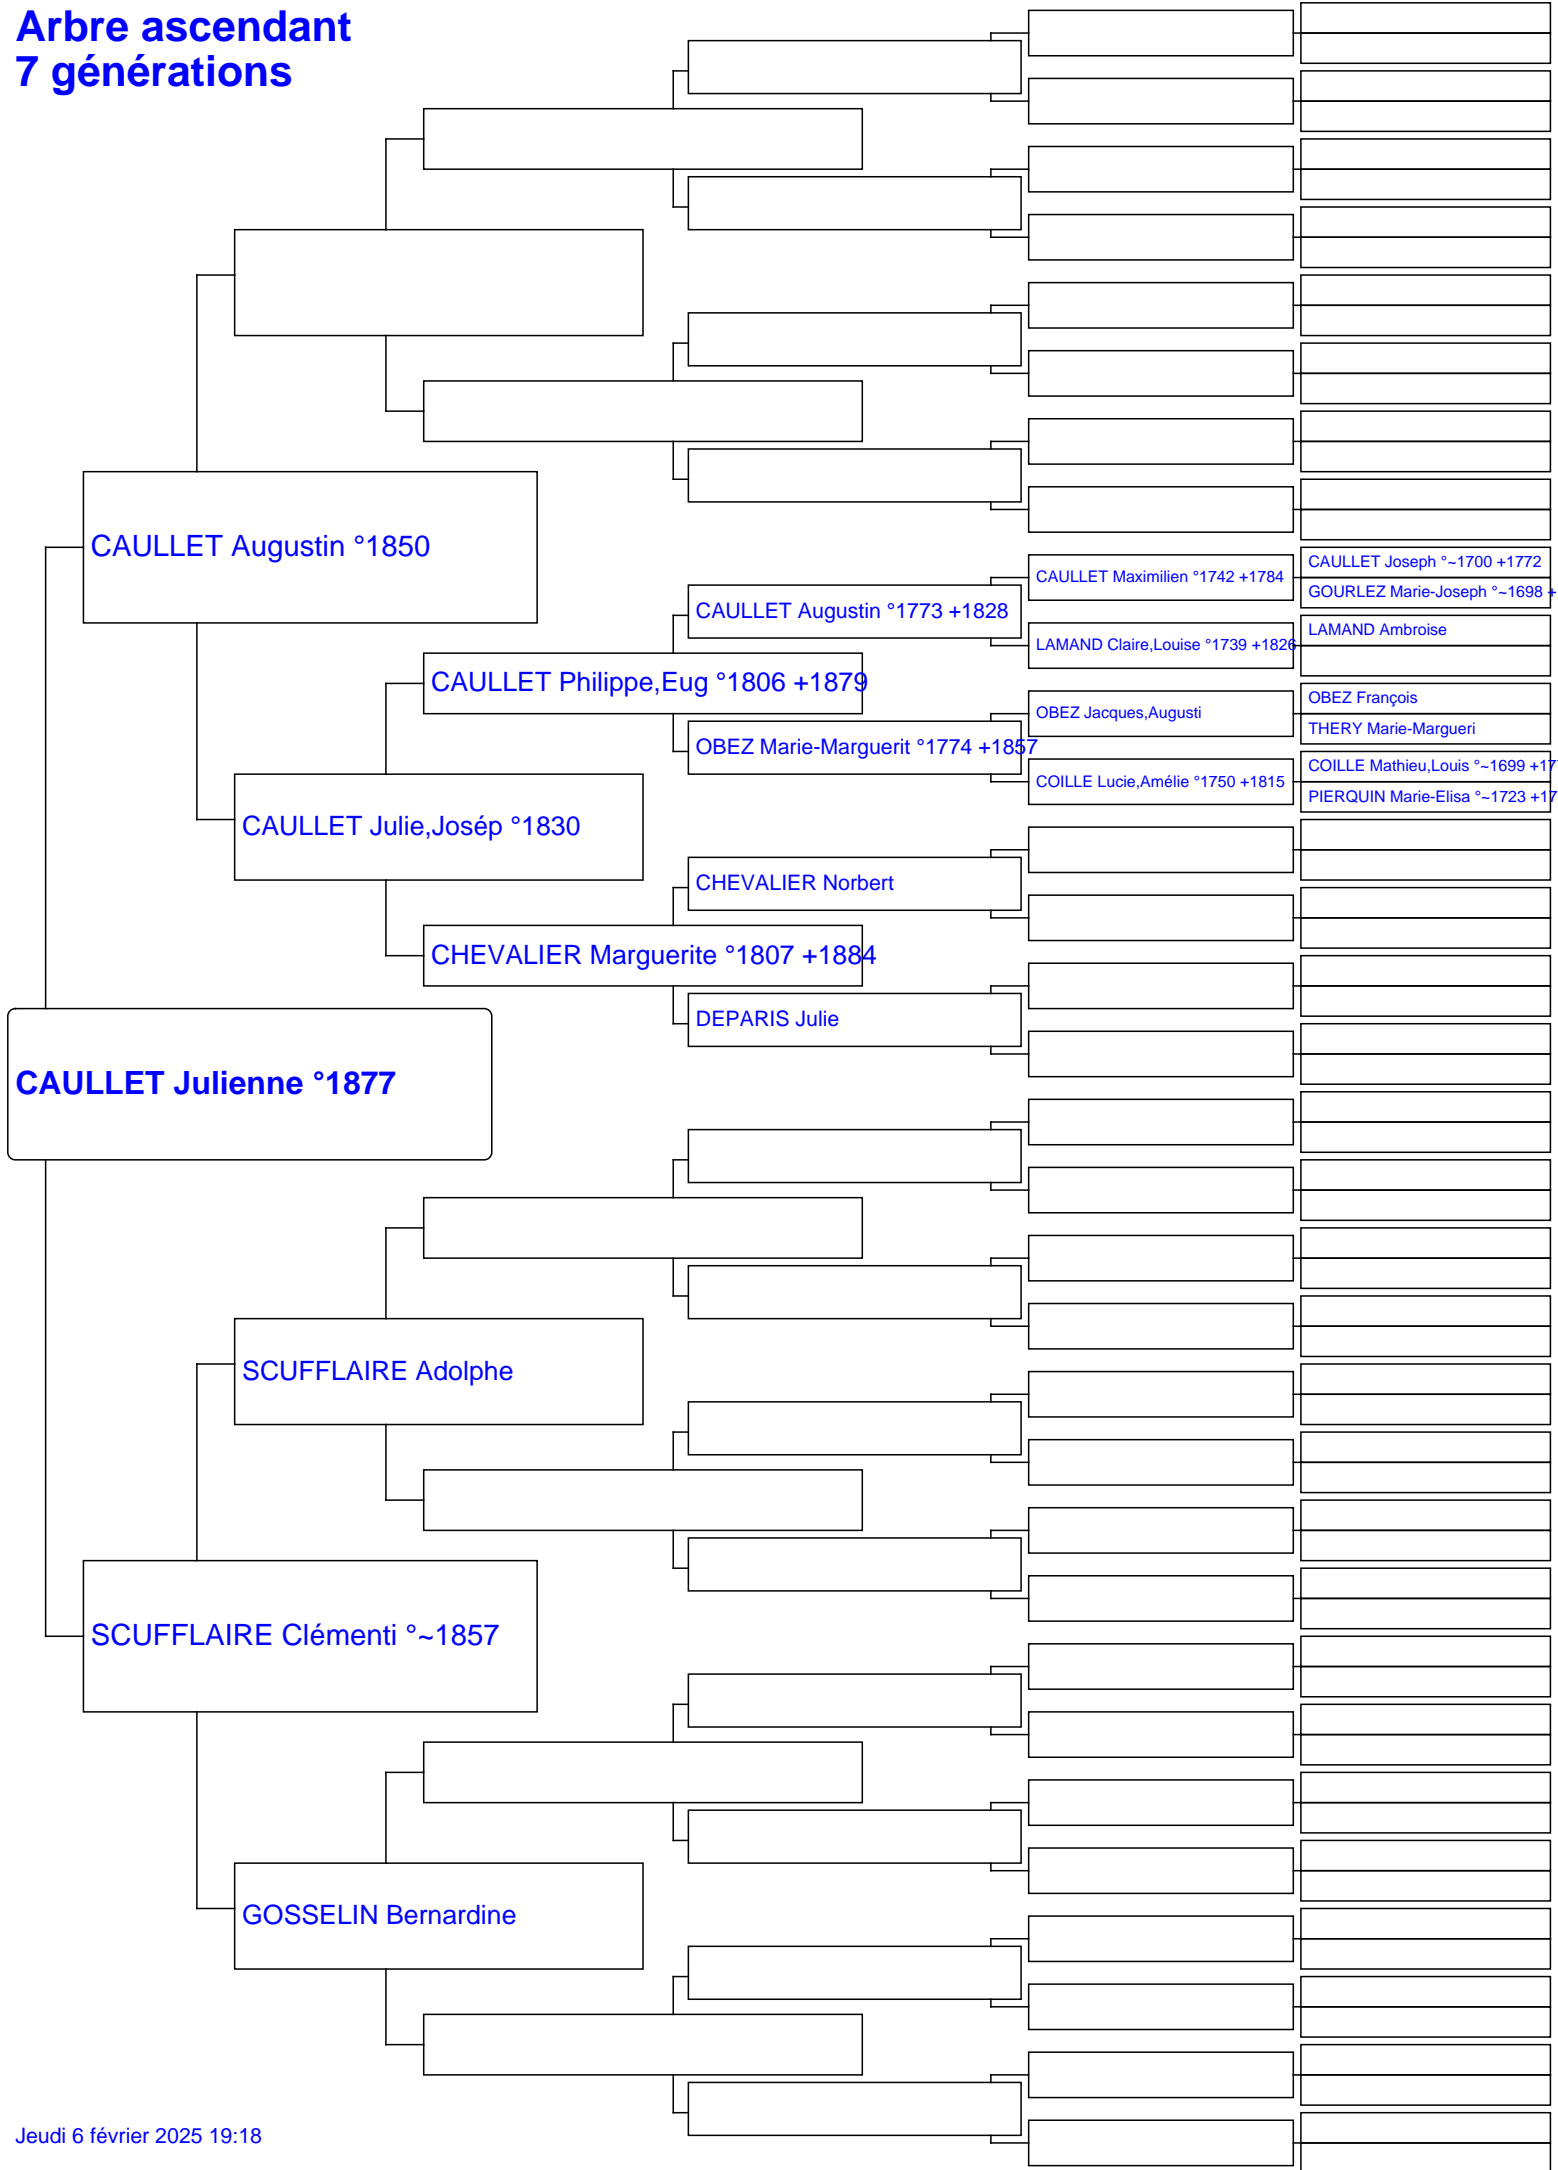 Arbre ascendant
7 générations
CAULLET Augustin °1850
CAULLET Joseph °~1700 +1772
CAULLET Maximilien °1742 +1784
GOURLEZ Marie-Joseph °~1698 +
CAULLET Augustin °1773 +1828
LAMAND Ambroise
LAMAND Claire,Louise °1739 +1826
CAULLET Philippe,Eug °1806 +1879
OBEZ François
OBEZ Jacques,Augusti
THERY Marie-Margueri
OBEZ Marie-Marguerit °1774 +1857
COILLE Mathieu,Louis °~1699 +17
COILLE Lucie,Amélie °1750 +1815
PIERQUIN Marie-Elisa °~1723 +17
CAULLET Julie,Josép °1830
CHEVALIER Norbert
CHEVALIER Marguerite °1807 +1884
DEPARIS Julie
CAULLET Julienne °1877
SCUFFLAIRE Adolphe
SCUFFLAIRE Clémenti °~1857
GOSSELIN Bernardine
Jeudi 6 février 2025 19:18